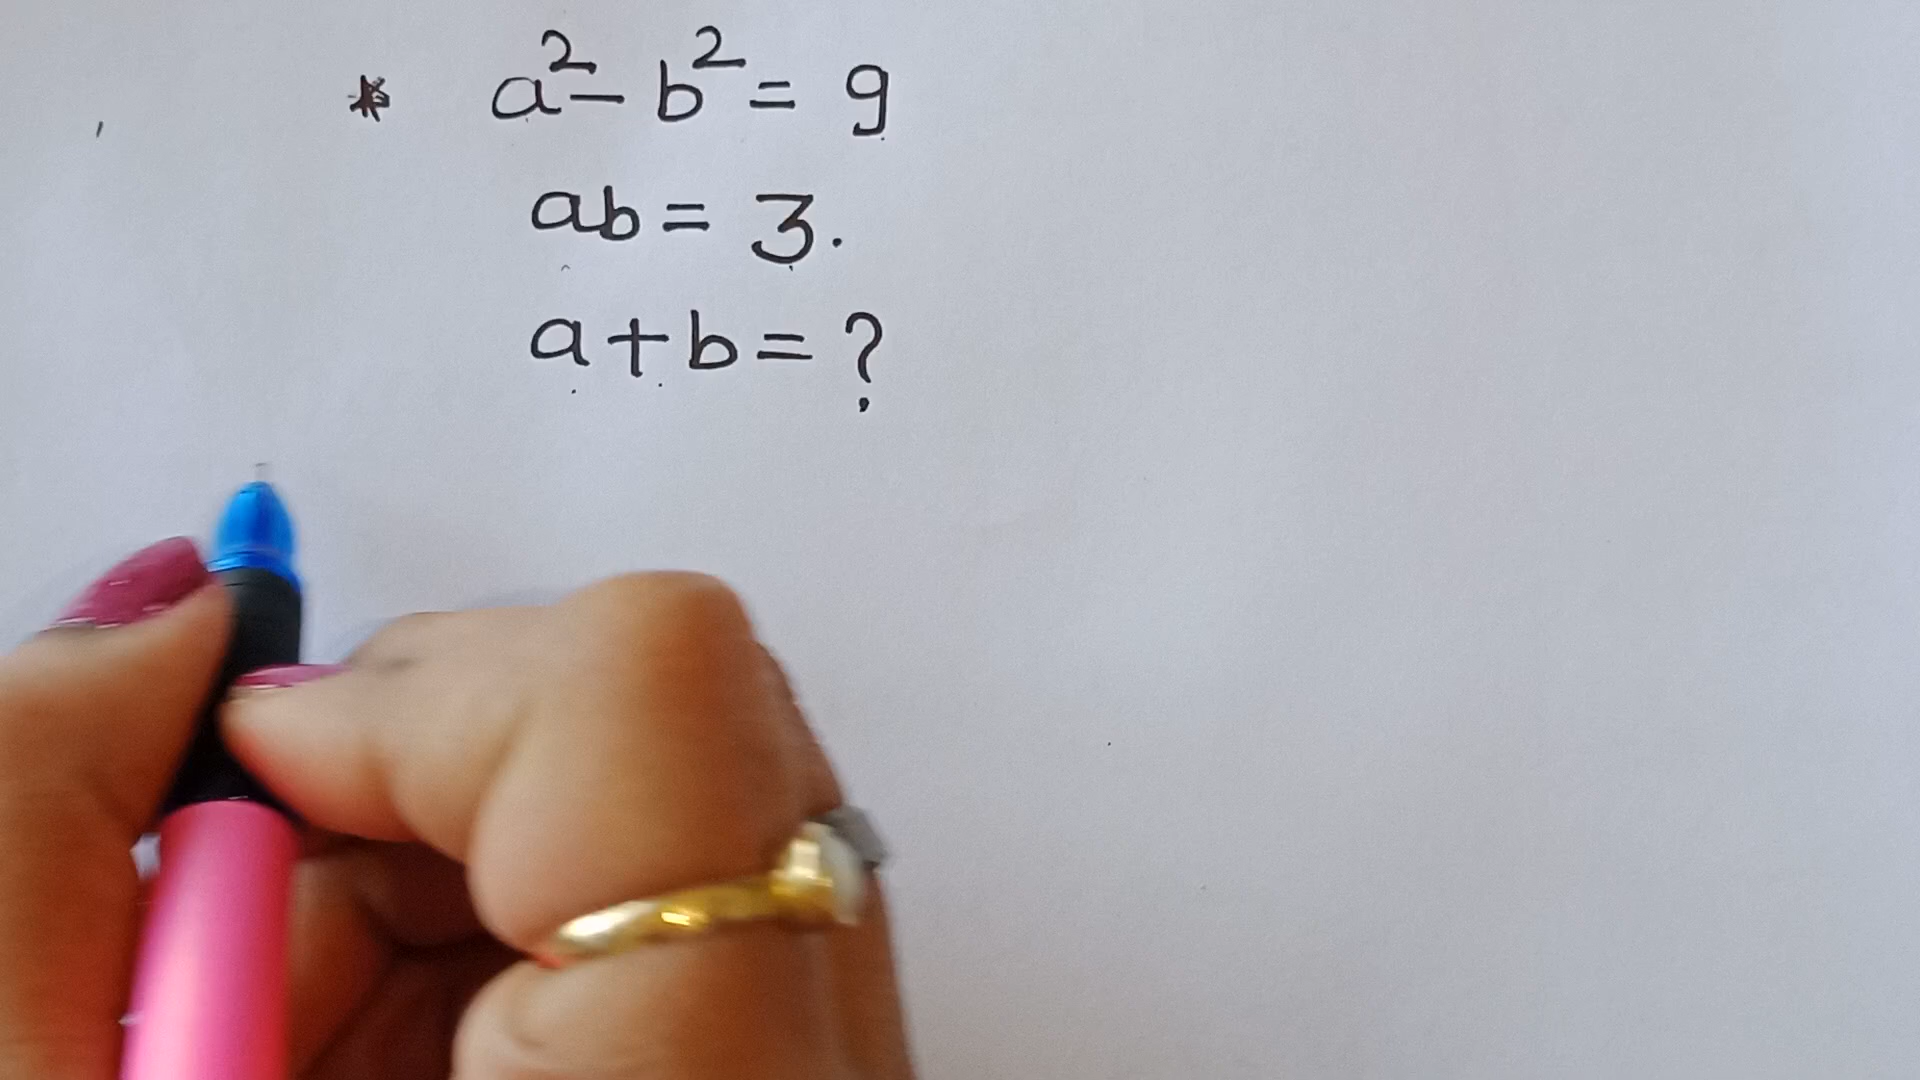 * a² - b² = 9
ab = 3.
a + b = ?